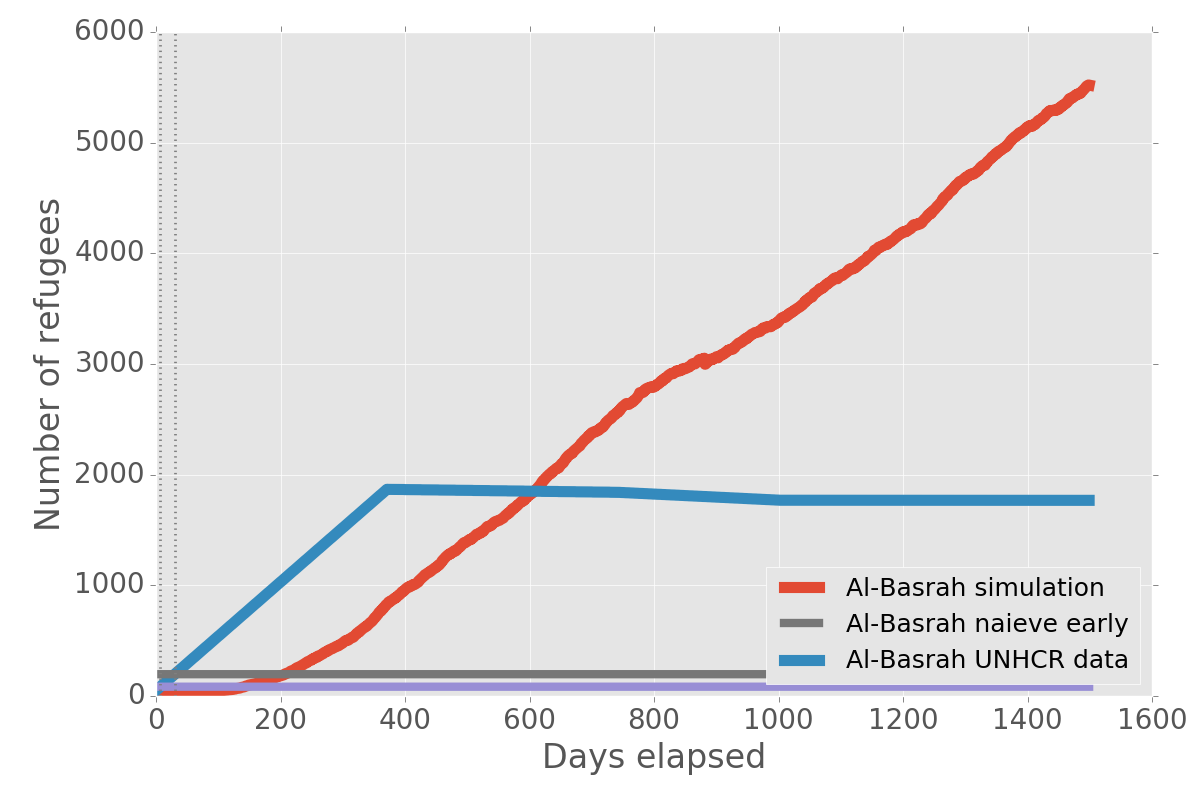 6000
5000
4000
3000
2000
1000
0
Number of refugees
0 200 400 600 800 1000 1200 1400 1600
Days elapsed
Al-Basrah simulation
Al-Basrah naieve early
Al-Basrah UNHCR data